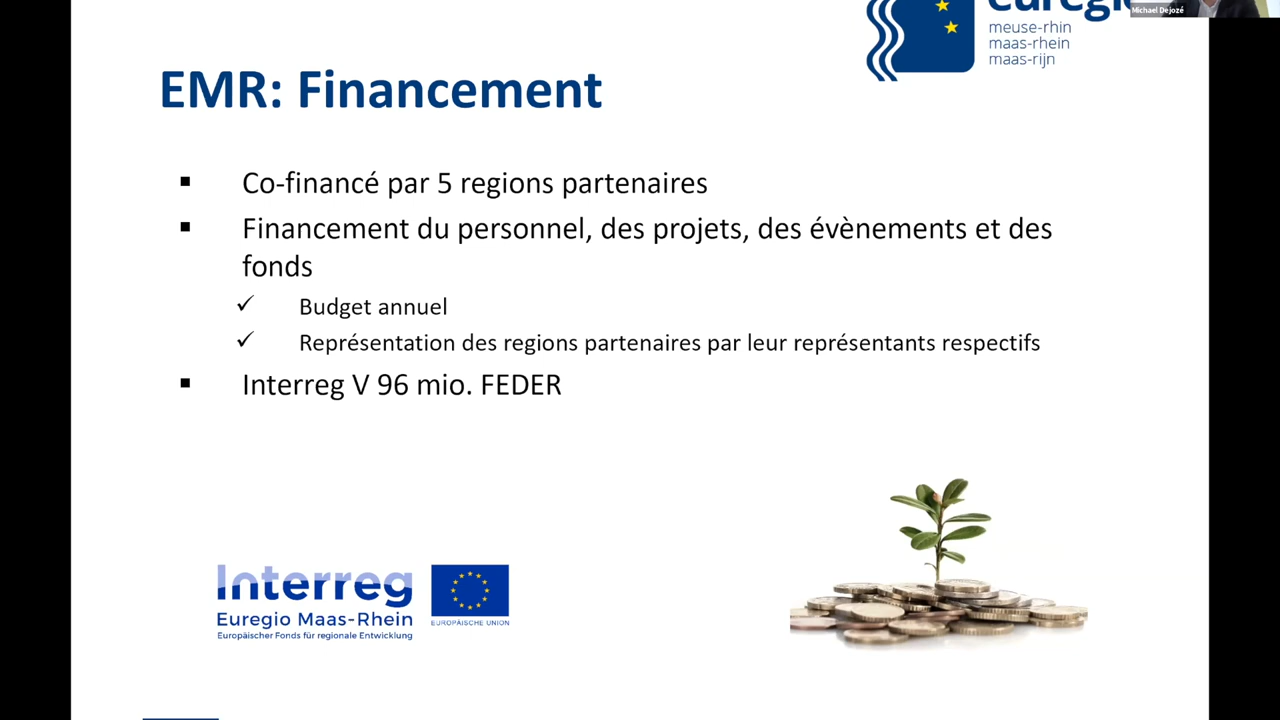 euregio
Michael Dejozé
meuse-rhin
maas-rhein
maas-rijn
EMR: Financement
Co-financé par 5 regions partenaires
Financement du personnel, des projets, des évènements et des
fonds
Budget annuel
Représentation des regions partenaires par leur représentants respectifs
Interreg V 96 mio. FEDER
Interreg
Euregio Maas-Rhein
Europäischer Fonds für regionale Entwicklung
EUROPÄISCHE UNION